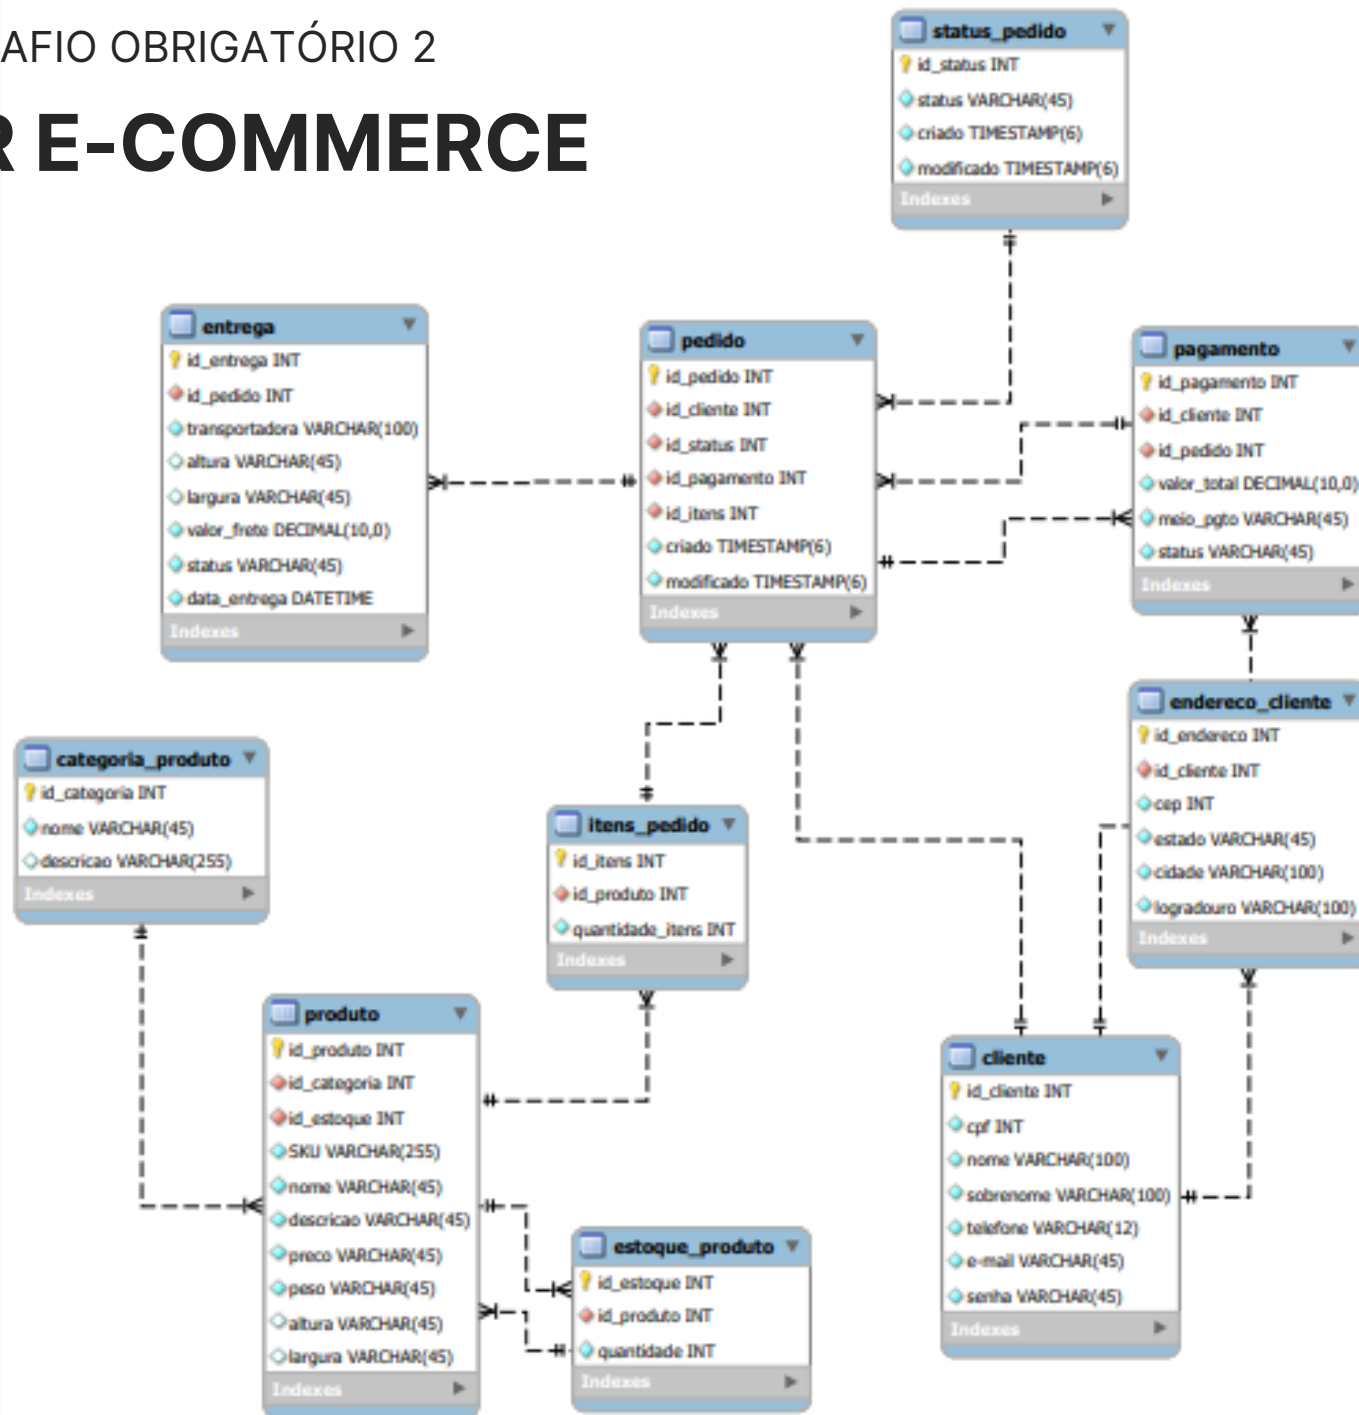 AFIO OBRIGATÓRIO 2
R E-COMMERCE
status_pedido
id_status INT
status VARCHAR(45)
criado TIMESTAMP(6)
modificado TIMESTAMP(6)
Indexes
entrega
id_entrega INT
id_pedido INT
transportadora VARCHAR(100)
altura VARCHAR(45)
largura VARCHAR(45)
valor_frete DECIMAL(10,0)
status VARCHAR(45)
data_entrega DATETIME
Indexes
pedido
id_pedido INT
id_cliente INT
id_status INT
id_pagamento INT
id_itens INT
criado TIMESTAMP(6)
modificado TIMESTAMP(6)
Indexes
pagamento
id_pagamento INT
id_cliente INT
id_pedido INT
valor_total DECIMAL(10,0)
meio_pgto VARCHAR(45)
status VARCHAR(45)
Indexes
categoria_produto
id_categoria INT
nome VARCHAR(45)
descricao VARCHAR(255)
Indexes
itens_pedido
id_itens INT
id_produto INT
quantidade_itens INT
Indexes
endereco_cliente
id_endereco INT
id_cliente INT
cep INT
estado VARCHAR(45)
cidade VARCHAR(100)
logradouro VARCHAR(100)
Indexes
produto
id_produto INT
id_categoria INT
id_estoque INT
SKU VARCHAR(255)
nome VARCHAR(45)
descricao VARCHAR(45)
preco VARCHAR(45)
peso VARCHAR(45)
altura VARCHAR(45)
largura VARCHAR(45)
Indexes
estoque_produto
id_estoque INT
id_produto INT
quantidade INT
Indexes
cliente
id_cliente INT
cpf INT
nome VARCHAR(100)
sobrenome VARCHAR(100)
telefone VARCHAR(12)
e-mail VARCHAR(45)
senha VARCHAR(45)
Indexes